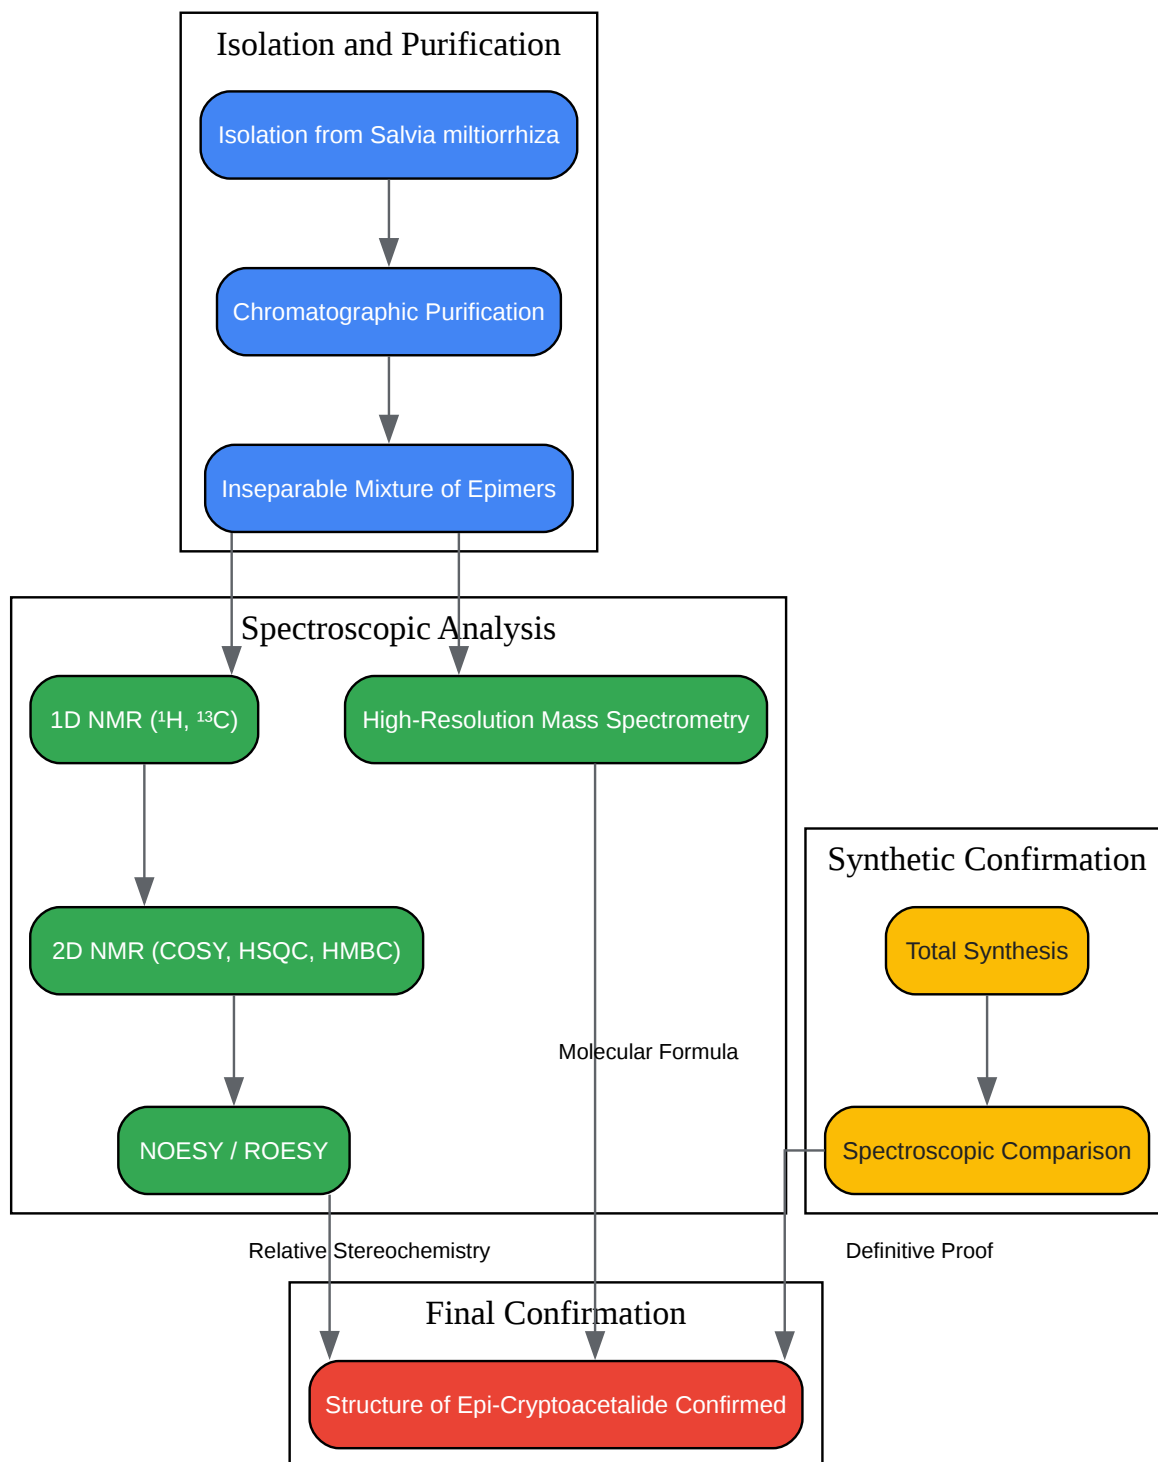 Isolation and Purification
Isolation from Salvia miltiorrhiza
Chromatographic Purification
Inseparable Mixture of Epimers
Spectroscopic Analysis
1D NMR (¹H, ¹³C)
High-Resolution Mass Spectrometry
Synthetic Confirmation
2D NMR (COSY, HSQC, HMBC)
Total Synthesis
Molecular Formula
NOESY / ROESY
Spectroscopic Comparison
Relative Stereochemistry
Definitive Proof
Final Confirmation
Structure of Epi-Cryptoacetalide Confirmed